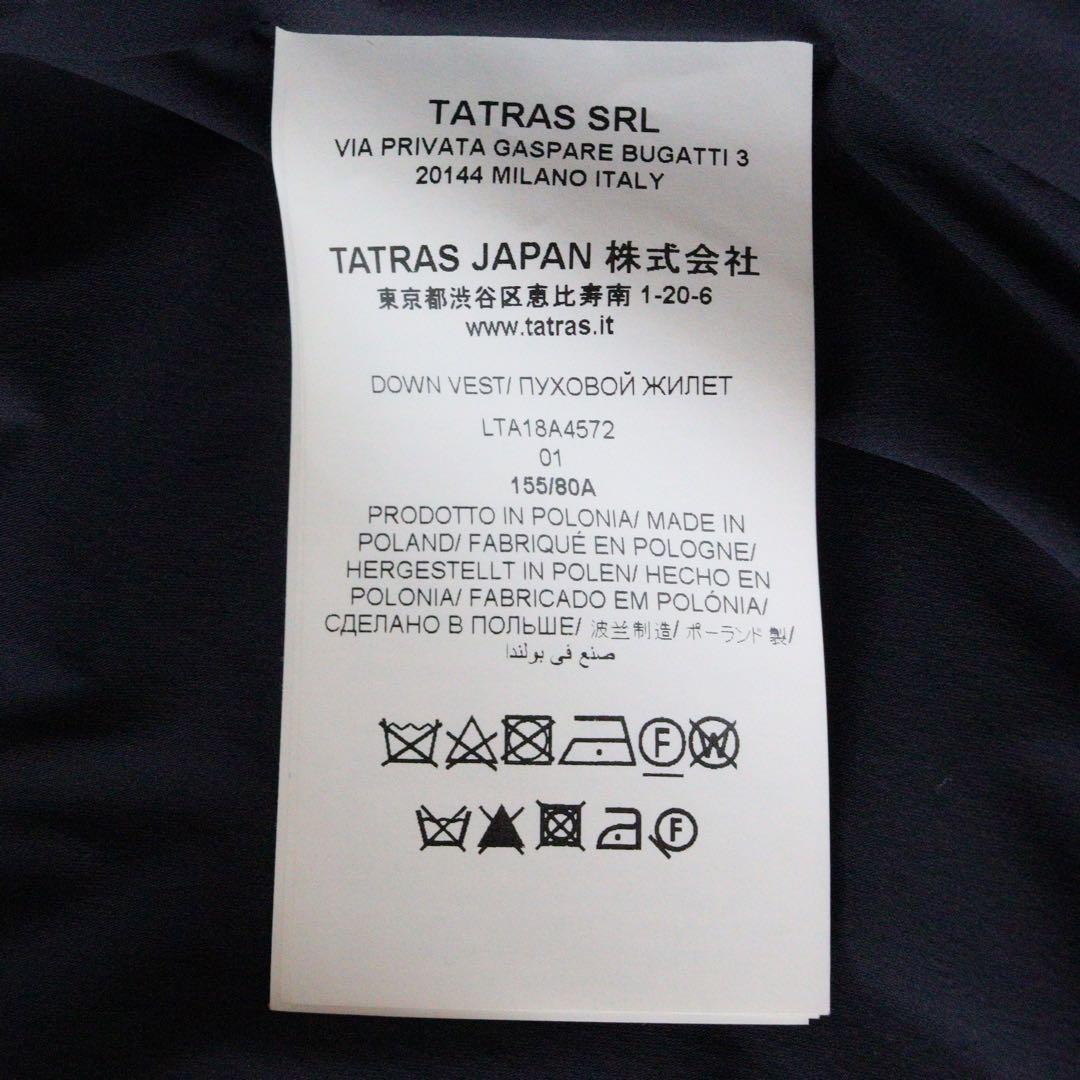 TATRAS SRL
VIA PRIVATA GASPARE BUGATTI 3
20144 MILANO ITALY
TATRAS JAPAN 株式会社
東京都渋谷区恵比寿南 1-20-6
www.tatras.it
DOWN VEST/ ПУХОВОЙ ЖИЛЕТ
LTA18A4572
01
155/80A
PRODOTTO IN POLONIA/ MADE IN
POLAND/ FABRIQUÉ EN POLOGNE/
HERGESTELLT IN POLEN/ HECHO EN
POLONIA/ FABRICADO EM POLÓNIA/
СДЕЛАНО В ПОЛЬШЕ/ 波兰制造/ ポーランド 製/
صنع في بولندا
F W
F